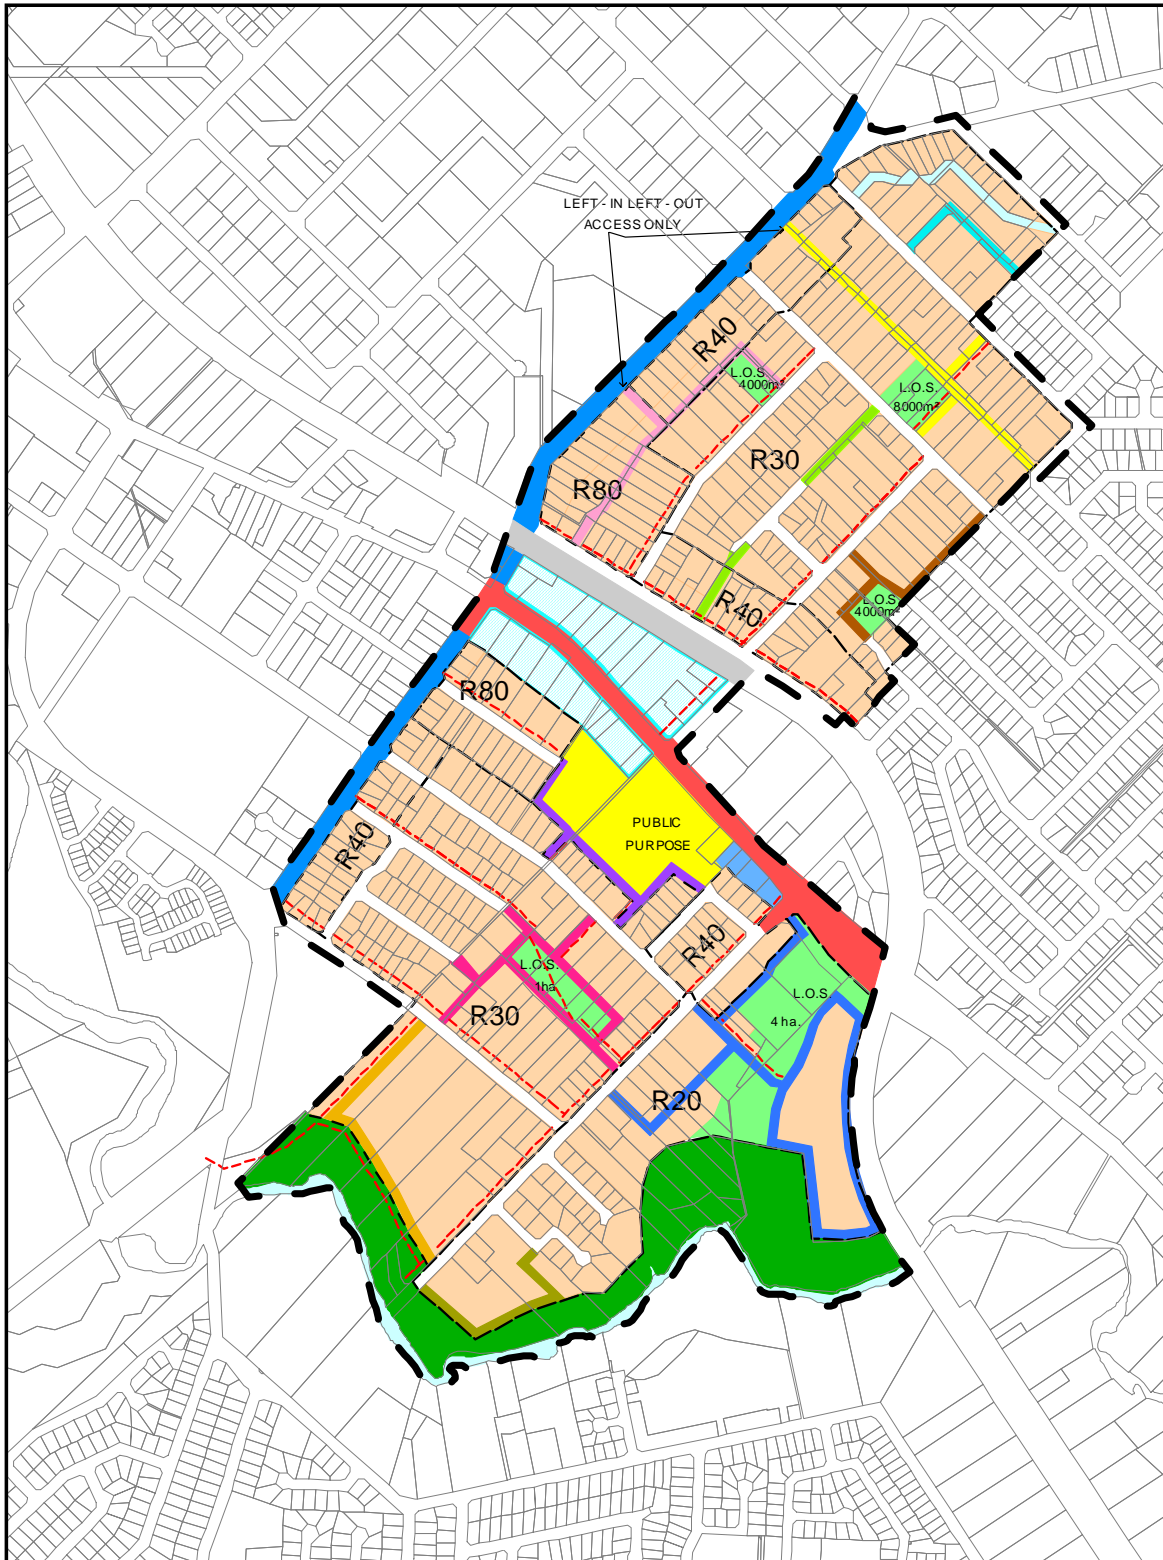 LEFT - IN LEFT - OUT
ACCESS ONLY
R40
L.O.S.
4000m²
L.O.S.
8000m²
R30
R80
L.O.S.
4000m²
R40
R80
PUBLIC
PURPOSE
R40
R40
L.O.S.
1ha
L.O.S.
4 ha.
R30
R20